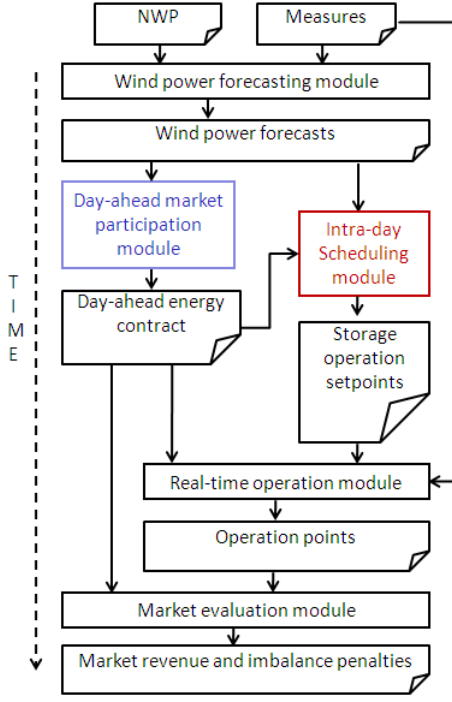 NWP
Measures
Wind power forecasting module
Wind power forecasts
Day-ahead market
participation
module
Intra-day
Scheduling
module
T
I
M
E
Day-ahead energy
contract
Storage
operation
setpoints
Real-time operation module
Operation points
Market evaluation module
Market revenue and imbalance penalties